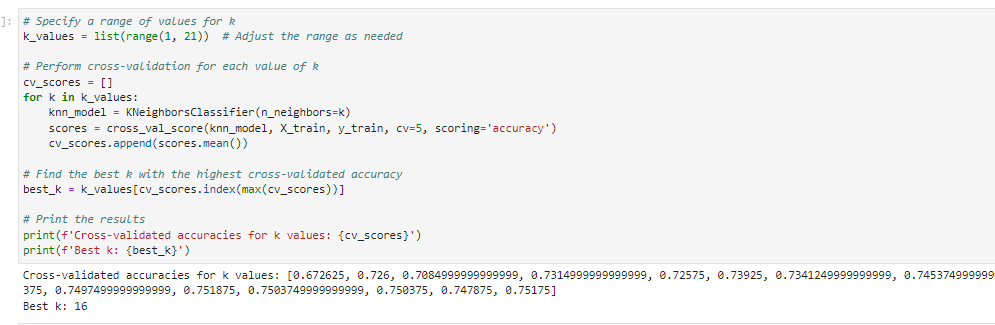 ]: # Specify a range of values for k
k_values = list(range(1, 21))  # Adjust the range as needed
# Perform cross-validation for each value of k
cv_scores = []
for k in k_values:
    knn_model = KNeighborsClassifier(n_neighbors=k)
    scores = cross_val_score(knn_model, X_train, y_train, cv=5, scoring='accuracy')
    cv_scores.append(scores.mean())
# Find the best k with the highest cross-validated accuracy
best_k = k_values[cv_scores.index(max(cv_scores))]
# Print the results
print(f'Cross-validated accuracies for k values: {cv_scores}')
print(f'Best k: {best_k}')
Cross-validated accuracies for k values: [0.672625, 0.726, 0.7084999999999999, 0.7314999999999999, 0.72575, 0.73925, 0.7341249999999999, 0.745374999999
375, 0.7497499999999999, 0.751875, 0.7503749999999999, 0.750375, 0.747875, 0.75175]
Best k: 16